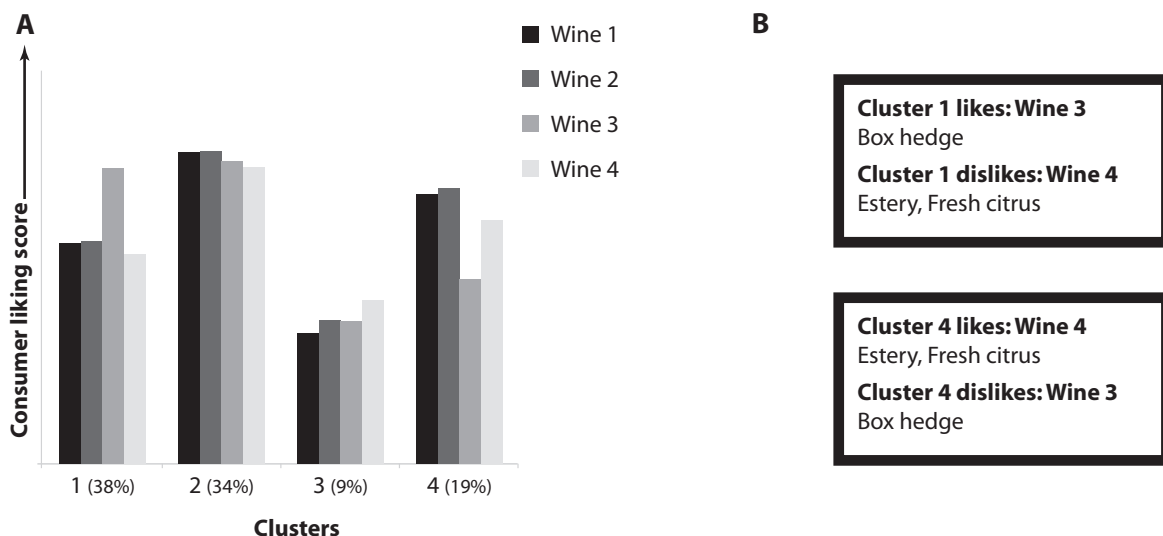 A
Consumer liking score
Wine 1
Wine 2
Wine 3
Wine 4
1 (38%)
2 (34%)
3 (9%)
4 (19%)
Clusters
B
Cluster 1 likes: Wine 3
Box hedge
Cluster 1 dislikes: Wine 4
Estery, Fresh citrus
Cluster 4 likes: Wine 4
Estery, Fresh citrus
Cluster 4 dislikes: Wine 3
Box hedge